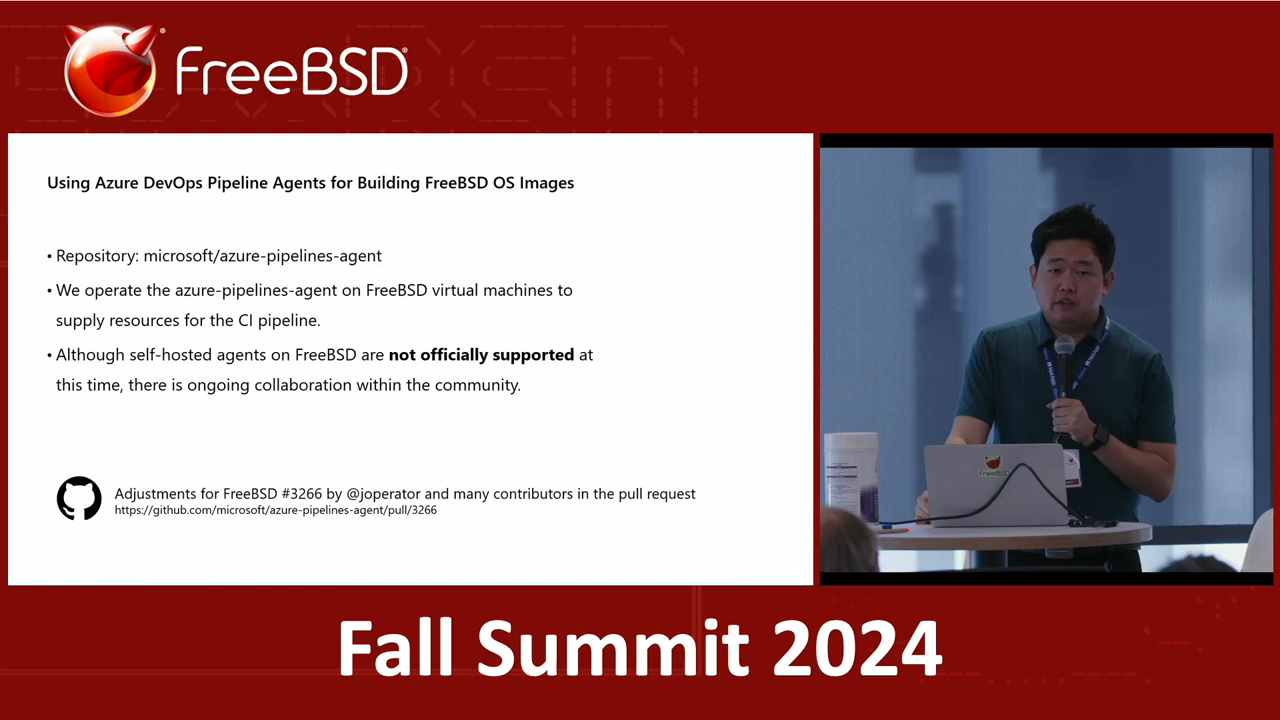 FreeBSD®
Using Azure DevOps Pipeline Agents for Building FreeBSD OS Images
• Repository: microsoft/azure-pipelines-agent
• We operate the azure-pipelines-agent on FreeBSD virtual machines to
supply resources for the CI pipeline.
• Although self-hosted agents on FreeBSD are not officially supported at
this time, there is ongoing collaboration within the community.
Adjustments for FreeBSD #3266 by @joperator and many contributors in the pull request
https://github.com/microsoft/azure-pipelines-agent/pull/3266
NetApp
NetApp
FreeBSD
Fall Summit 2024